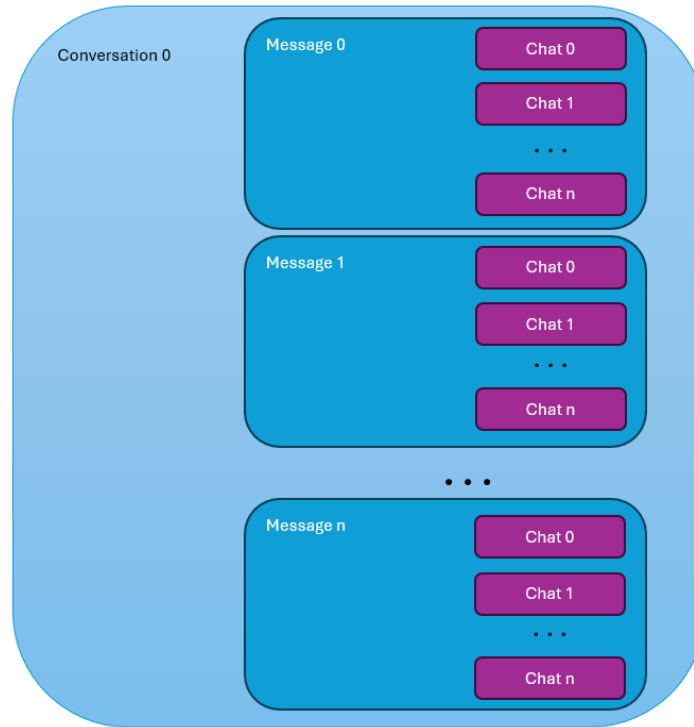 Conversation 0
Message 0
Chat 0
Chat 1
. . .
Chat n
Message 1
Chat 0
Chat 1
. . .
Chat n
. . .
Message n
Chat 0
Chat 1
. . .
Chat n